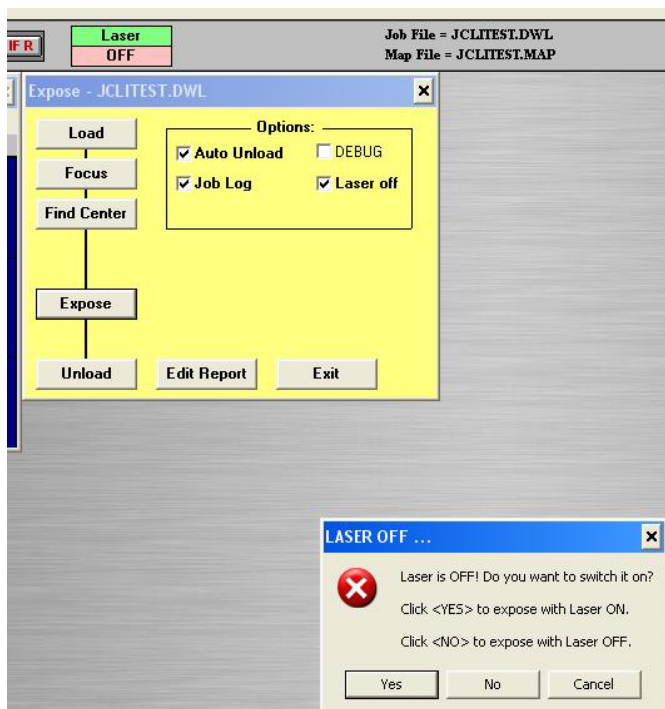 IF R
Laser
OFF
Job File = JCLITEST.DWL
Map File = JCLITEST.MAP
Expose - JCLITEST.DWL
Load
Focus
Find Center
Expose
Unload
Options:
Auto Unload
DEBUG
Job Log
Laser off
Edit Report
Exit
LASER OFF ...
Laser is OFF! Do you want to switch it on?
Click <YES> to expose with Laser ON.
Click <NO> to expose with Laser OFF.
Yes
No
Cancel